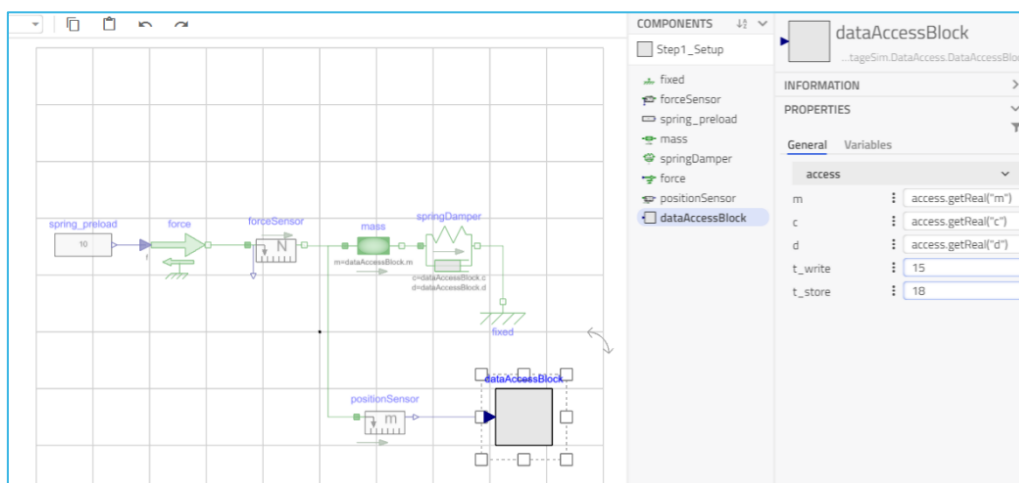 COMPONENTS
Step1_Setup
fixed
forceSensor
spring_preload
mass
springDamper
force
positionSensor
dataAccessBlock
dataAccessBlock
...tageSim.DataAccess.DataAccessBloc
INFORMATION
PROPERTIES
General Variables
access
m access.getReal("m")
c access.getReal("c")
d access.getReal("d")
t_write 15
t_store 18
spring_preload
10
force
f
forceSensor
N
mass
m=dataAccessBlock.m
springDamper
c=dataAccessBlock.c
d=dataAccessBlock.d
fixed
dataAccessBlock
positionSensor
m